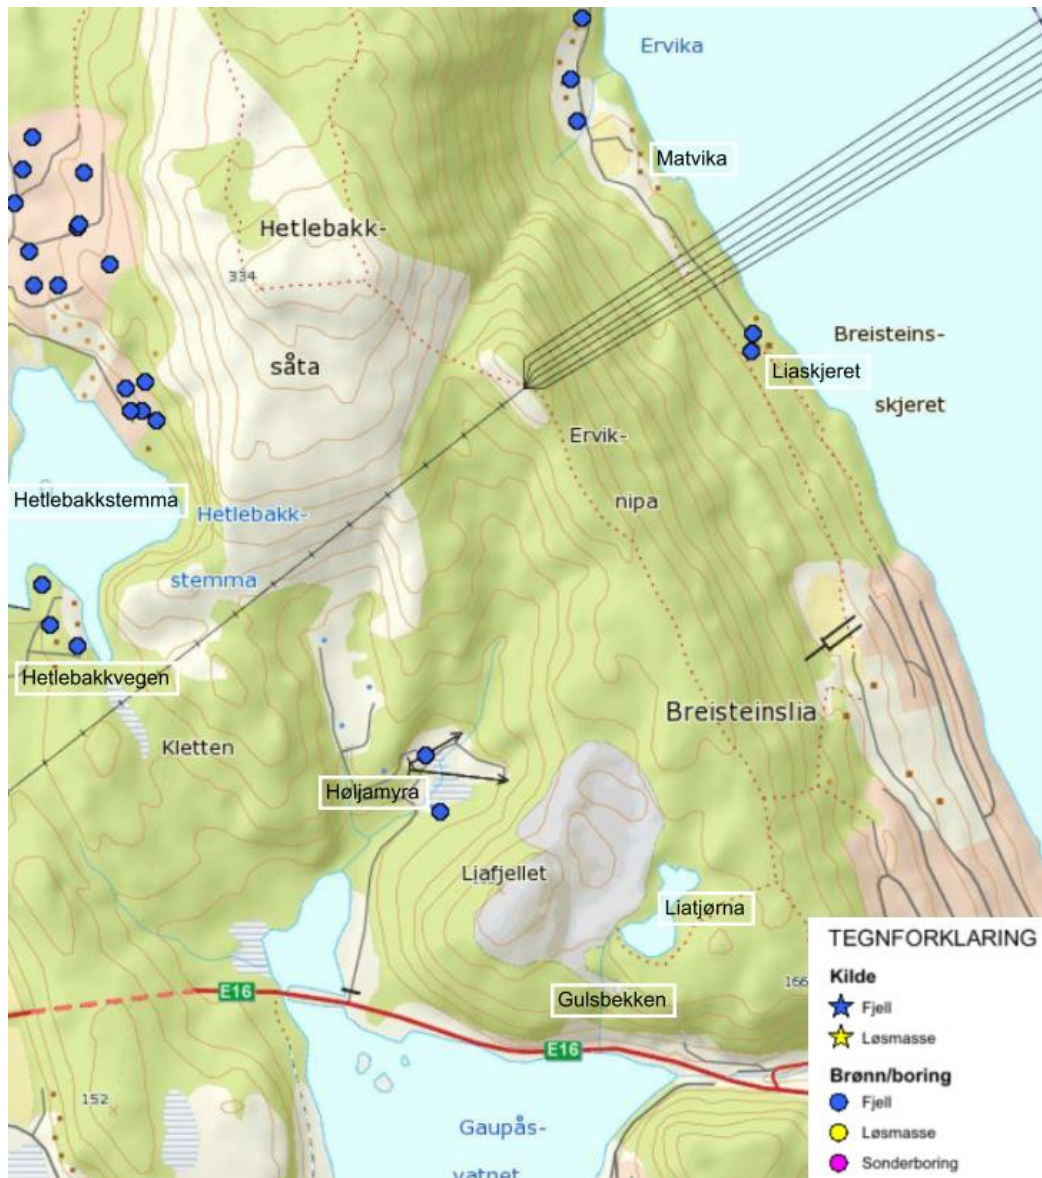 Ervika
Matvika
Hetlebakk-
334
såta
Breisteins-
Liaskjeret
skjeret
Ervik-
nipa
Hetlebakkstemma
Hetlebakk-
stemma
Hetlebakkvegen
Kletten
Breisteinslia
Høljamyra
Liafjellet
Liatjørna
Gulsbekken
166
E16
E16
152
Gaupås-
vatnet
TEGNFORKLARING
Kilde
Fjell
Løsmasse
Brønn/boring
Fjell
Løsmasse
Sonderboring